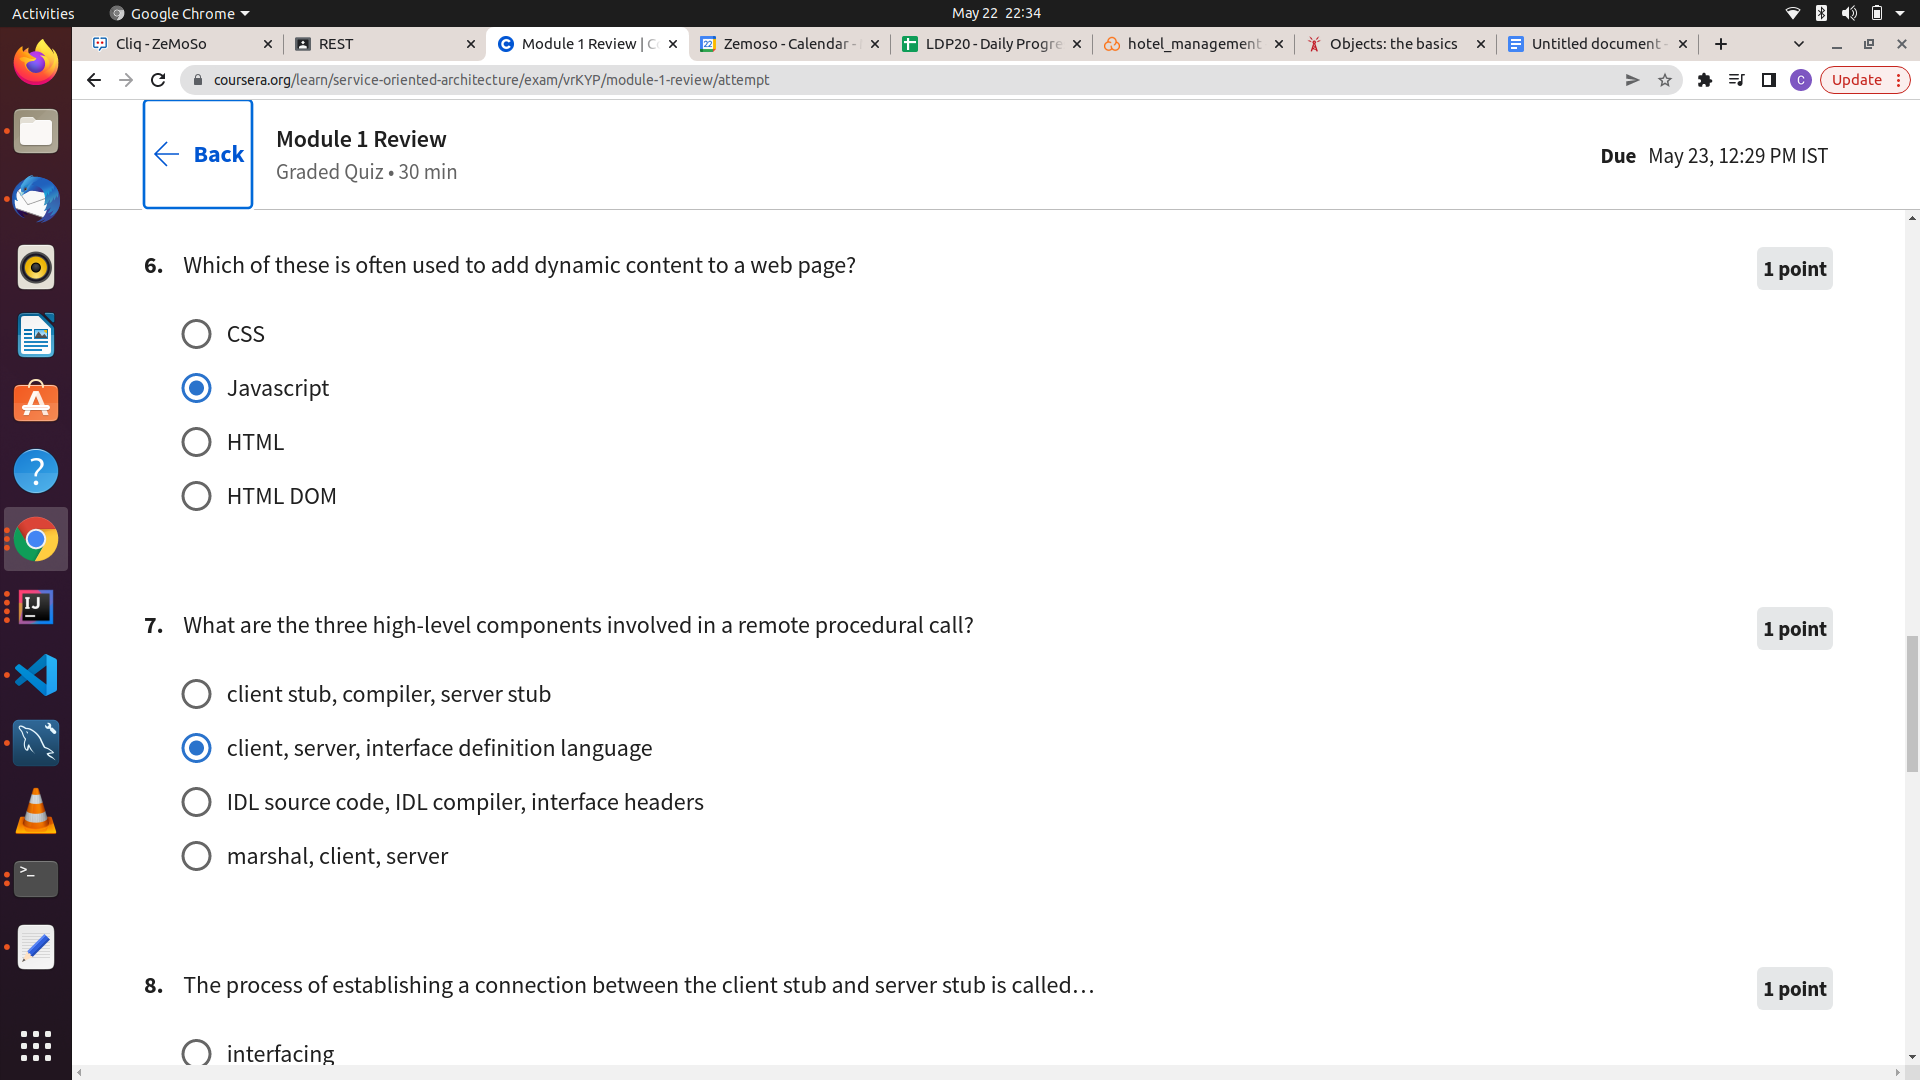 Activities
Google Chrome
May 22 22:34
Cliq - ZeMoSo
REST
Module 1 Review | C
Zemoso - Calendar -
LDP20 - Daily Progre
hotel_management
Objects: the basics
Untitled document -
coursera.org/learn/service-oriented-architecture/exam/vrKYP/module-1-review/attempt
C
Update
Back
Module 1 Review
Graded Quiz • 30 min
Due May 23, 12:29 PM IST
6. Which of these is often used to add dynamic content to a web page?
1 point
CSS
Javascript
HTML
HTML DOM
7. What are the three high-level components involved in a remote procedural call?
1 point
client stub, compiler, server stub
client, server, interface definition language
IDL source code, IDL compiler, interface headers
marshal, client, server
8. The process of establishing a connection between the client stub and server stub is called…
1 point
interfacing